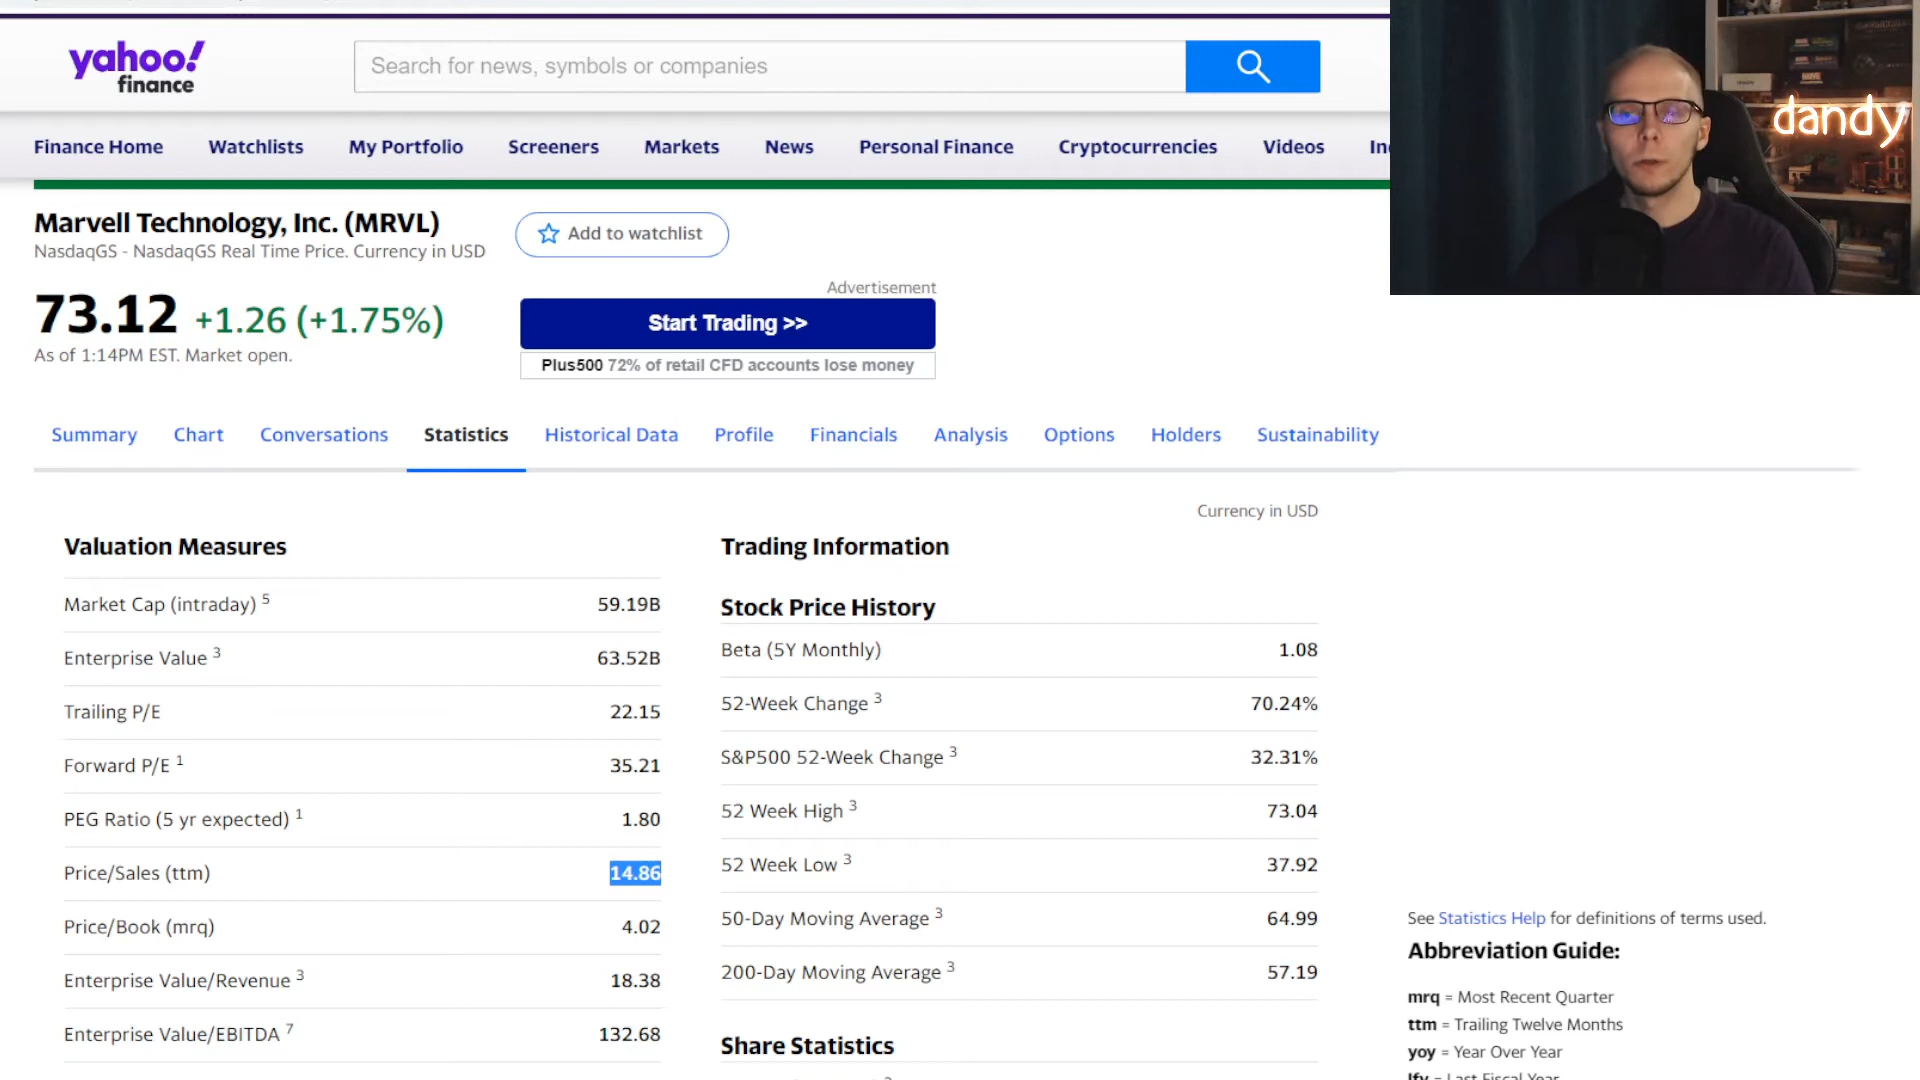 yahoo!
finance
Search for news, symbols or companies
Finance Home Watchlists My Portfolio Screeners Markets News Personal Finance Cryptocurrencies Videos
dandy
Marvell Technology, Inc. (MRVL)
NasdaqGS - NasdaqGS Real Time Price. Currency in USD
Add to watchlist
73.12 +1.26 (+1.75%)
As of 1:14PM EST. Market open.
Advertisement
Start Trading >>
Plus500 72% of retail CFD accounts lose money
Summary Chart Conversations Statistics Historical Data Profile Financials Analysis Options Holders Sustainability
Currency in USD
Valuation Measures
Market Cap (intraday) 5 59.19B
Enterprise Value 3 63.52B
Trailing P/E 22.15
Forward P/E 1 35.21
PEG Ratio (5 yr expected) 1 1.80
Price/Sales (ttm) 14.86
Price/Book (mrq) 4.02
Enterprise Value/Revenue 3 18.38
Enterprise Value/EBITDA 7 132.68
Trading Information
Stock Price History
Beta (5Y Monthly) 1.08
52-Week Change 3 70.24%
S&P500 52-Week Change 3 32.31%
52 Week High 3 73.04
52 Week Low 3 37.92
50-Day Moving Average 3 64.99
200-Day Moving Average 3 57.19
Share Statistics
See Statistics Help for definitions of terms used.
Abbreviation Guide:
mrq = Most Recent Quarter
ttm = Trailing Twelve Months
yoy = Year Over Year
lfy = Last Fiscal Year